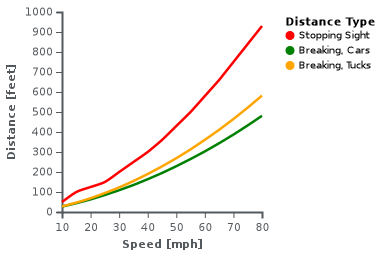 Distance Type
Stopping Sight
Breaking, Cars
Breaking, Tucks
Distance [feet]
1000
900
800
700
600
500
400
300
200
100
0
10 20 30 40 50 60 70 80
Speed [mph]